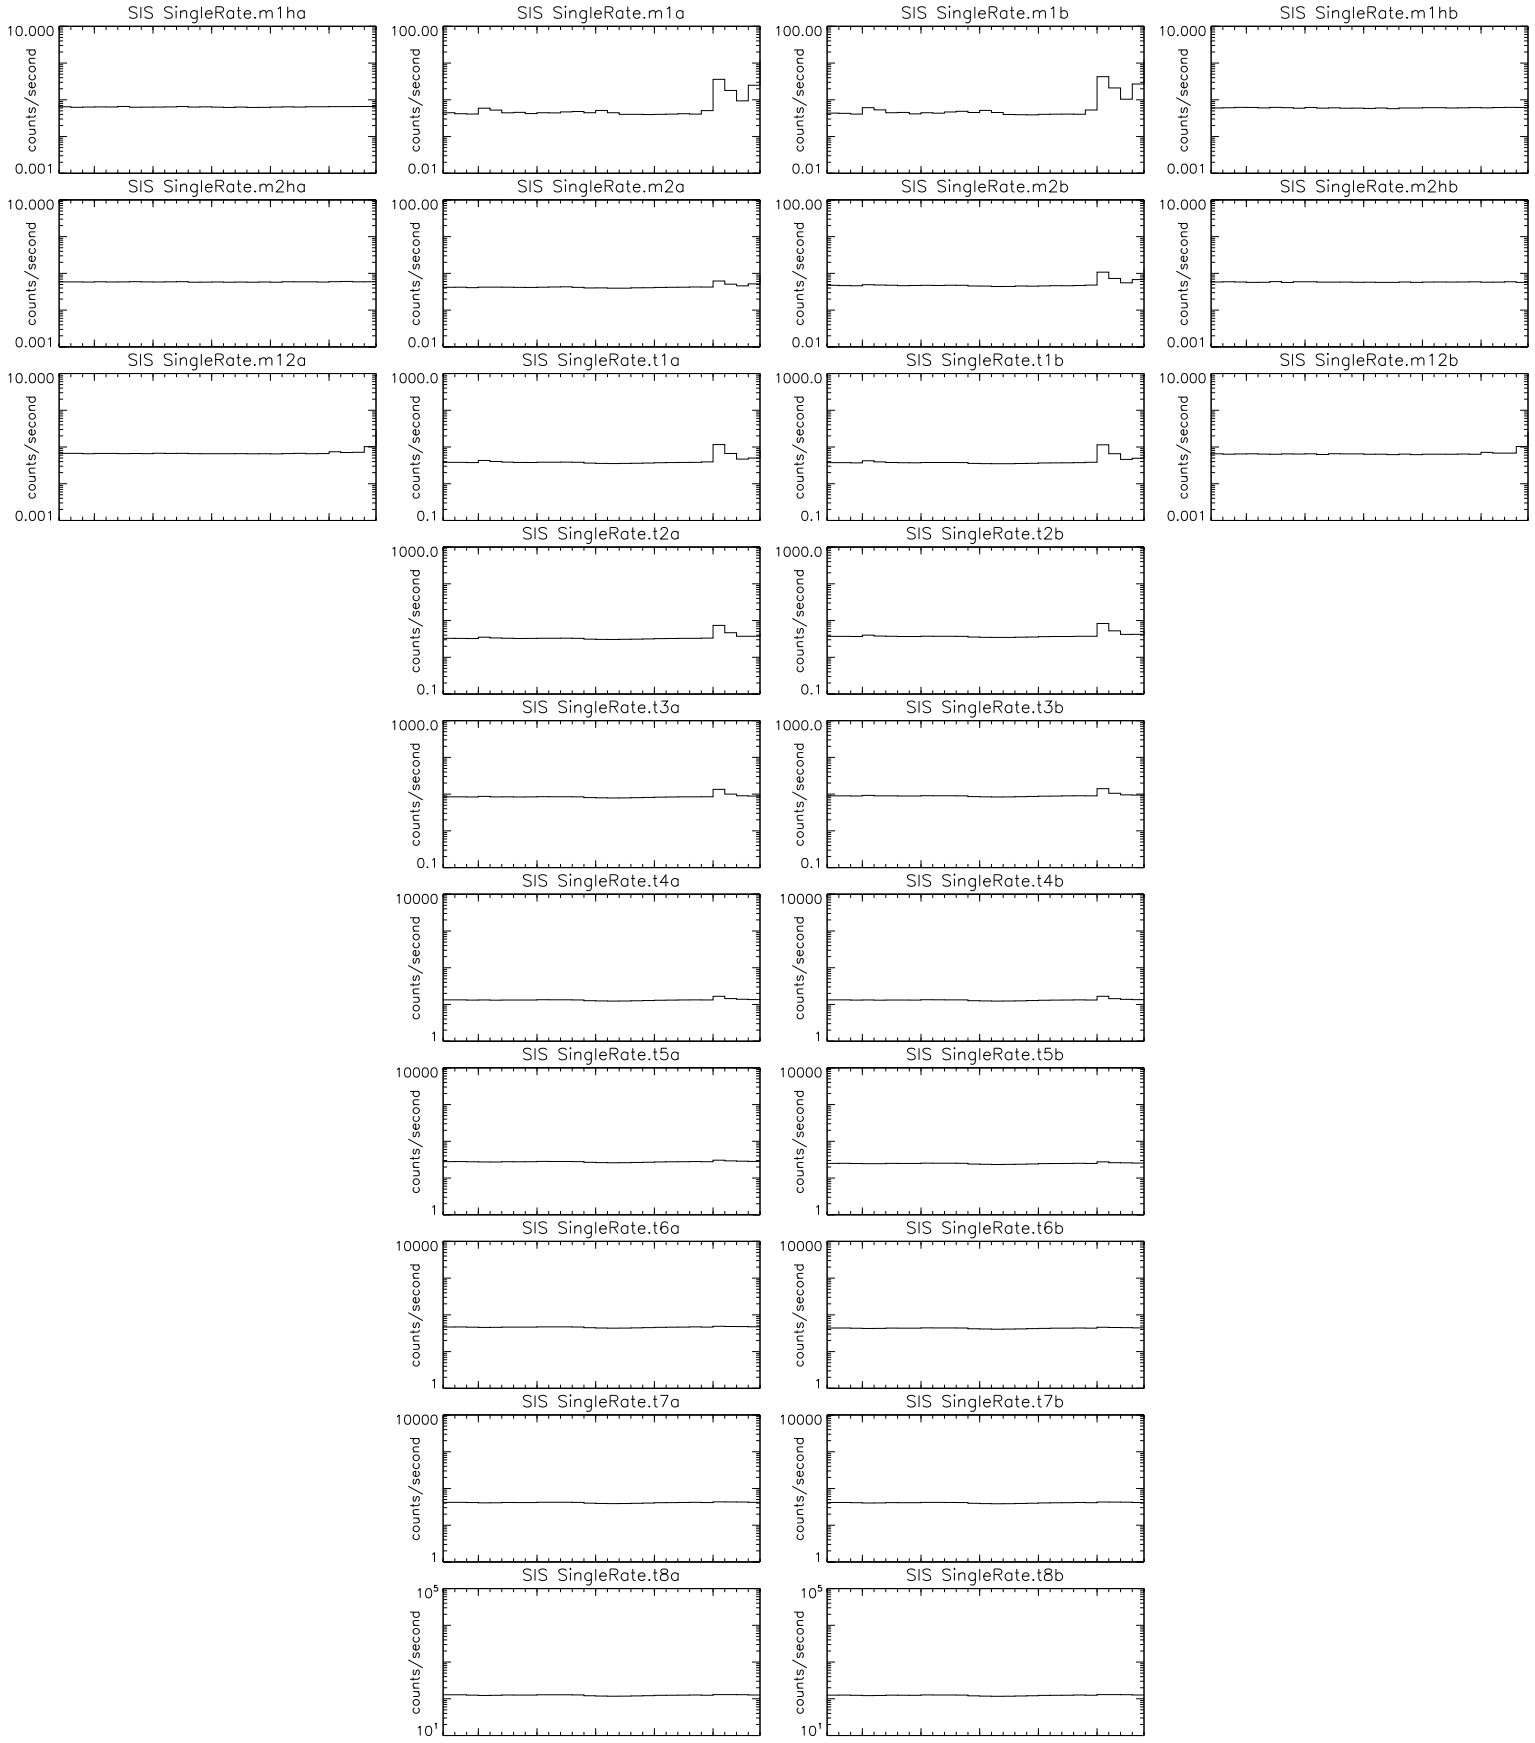 SIS SingleRate.m1ha
10.000
counts/second
0.001
SIS SingleRate.m1a
100.00
counts/second
0.01
SIS SingleRate.m1b
100.00
counts/second
0.01
SIS SingleRate.m1hb
10.000
counts/second
0.001
SIS SingleRate.m2ha
10.000
counts/second
0.001
SIS SingleRate.m2a
100.00
counts/second
0.01
SIS SingleRate.m2b
100.00
counts/second
0.01
SIS SingleRate.m2hb
10.000
counts/second
0.001
SIS SingleRate.m12a
10.000
counts/second
0.001
SIS SingleRate.t1a
1000.0
counts/second
0.1
SIS SingleRate.t1b
1000.0
counts/second
0.1
SIS SingleRate.m12b
10.000
counts/second
0.001
SIS SingleRate.t2a
1000.0
counts/second
0.1
SIS SingleRate.t2b
1000.0
counts/second
0.1
SIS SingleRate.t3a
1000.0
counts/second
0.1
SIS SingleRate.t3b
1000.0
counts/second
0.1
SIS SingleRate.t4a
10000
counts/second
1
SIS SingleRate.t4b
10000
counts/second
1
SIS SingleRate.t5a
10000
counts/second
1
SIS SingleRate.t5b
10000
counts/second
1
SIS SingleRate.t6a
10000
counts/second
1
SIS SingleRate.t6b
10000
counts/second
1
SIS SingleRate.t7a
10000
counts/second
1
SIS SingleRate.t7b
10000
counts/second
1
SIS SingleRate.t8a
10⁵
counts/second
10¹
SIS SingleRate.t8b
10⁵
counts/second
10¹